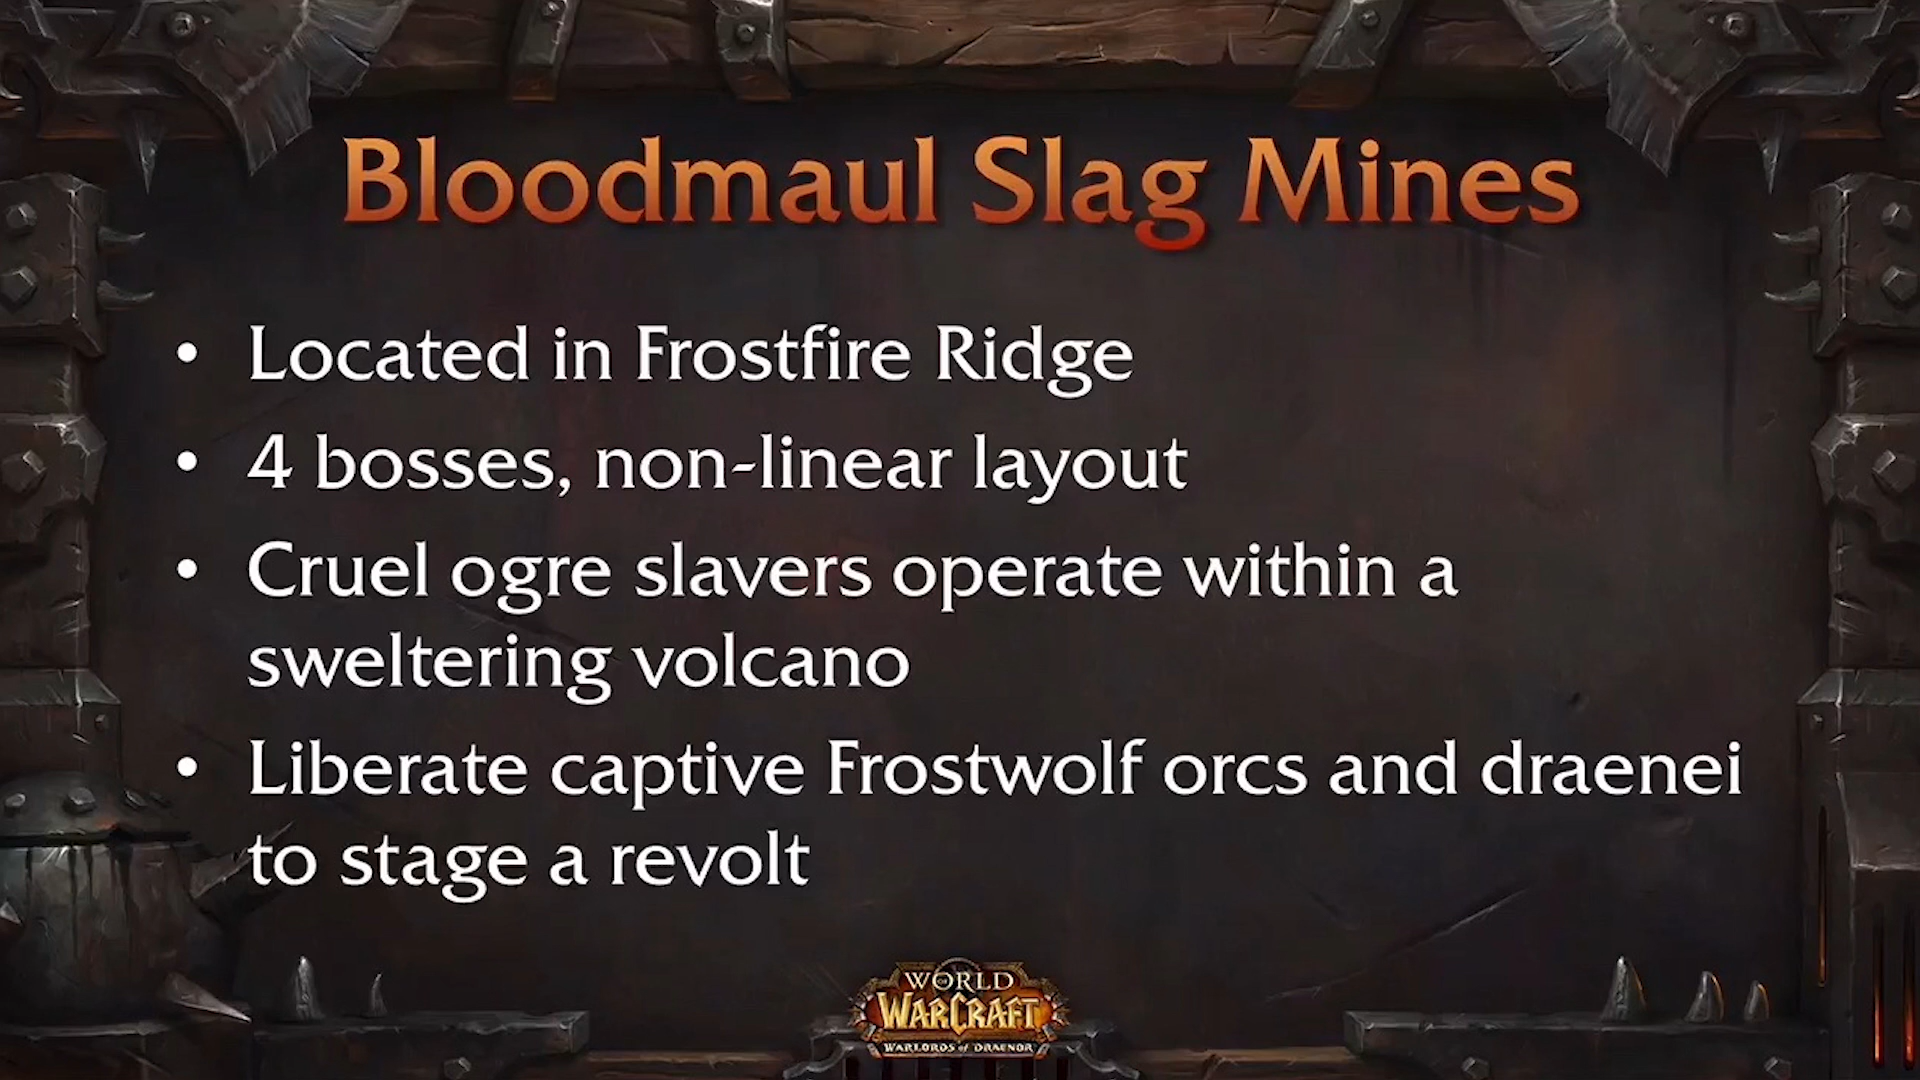 Bloodmaul Slag Mines
• Located in Frostfire Ridge
• 4 bosses, non-linear layout
• Cruel ogre slavers operate within a
sweltering volcano
• Liberate captive Frostwolf orcs and draenei
to stage a revolt
WORLD
OF
WARCRAFT
WARLORDS OF DRAENOR